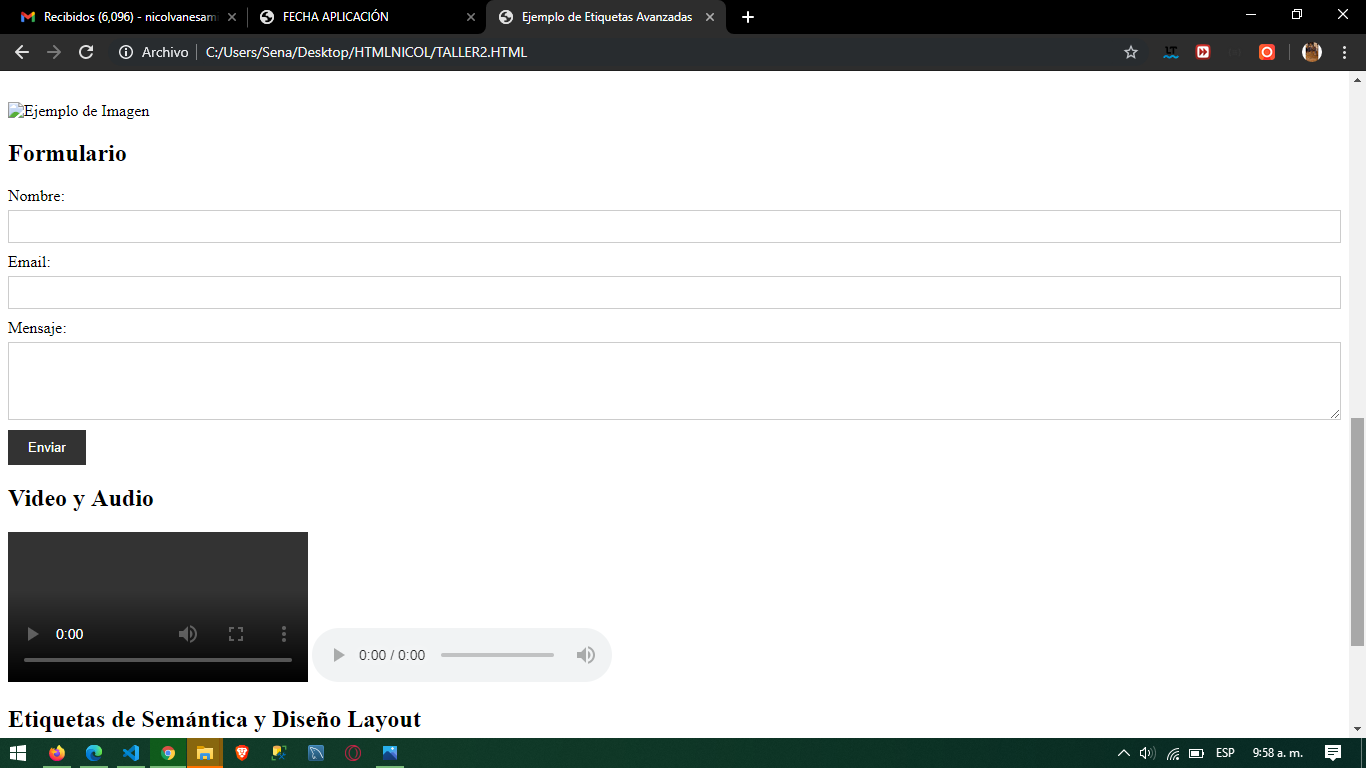 Recibidos (6,096) - nicolvanesam
FECHA APLICACIÓN
Ejemplo de Etiquetas Avanzadas
Archivo
C:/Users/Sena/Desktop/HTMLNICOL/TALLER2.HTML
Ejemplo de Imagen
Formulario
Nombre:
Email:
Mensaje:
Enviar
Video y Audio
0:00
0:00 / 0:00
Etiquetas de Semántica y Diseño Layout
ESP
9:58 a. m.